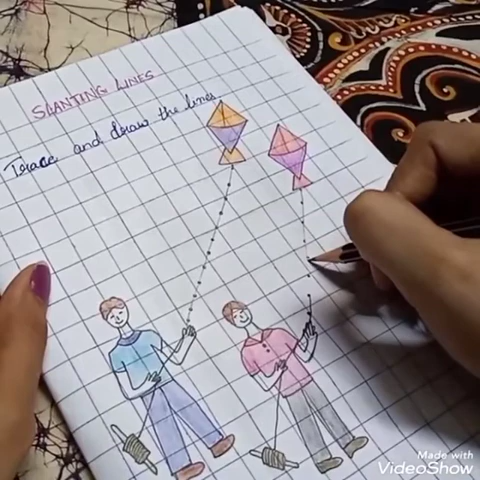 SLANTING LINES
Trace and draw the lines.
Made with
VideoShow